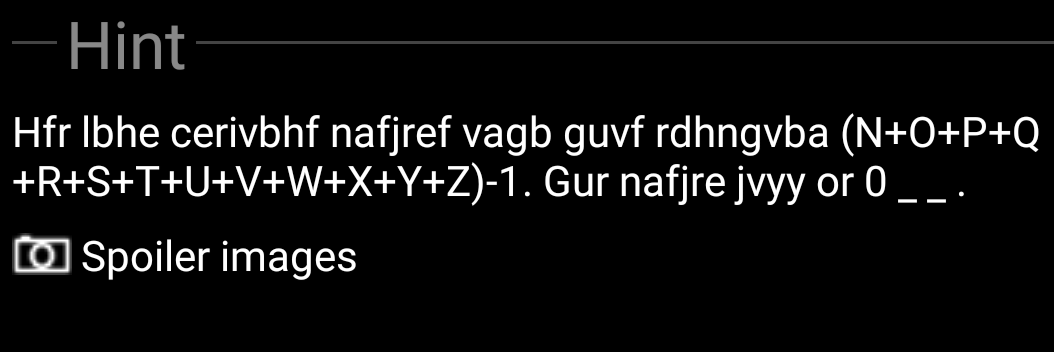 Hint
Hfr lbhe cerivbhf nafjref vagb guvf rdhngvba (N+O+P+Q
+R+S+T+U+V+W+X+Y+Z)-1. Gur nafjre jvyy or 0 _ _ .
Spoiler images